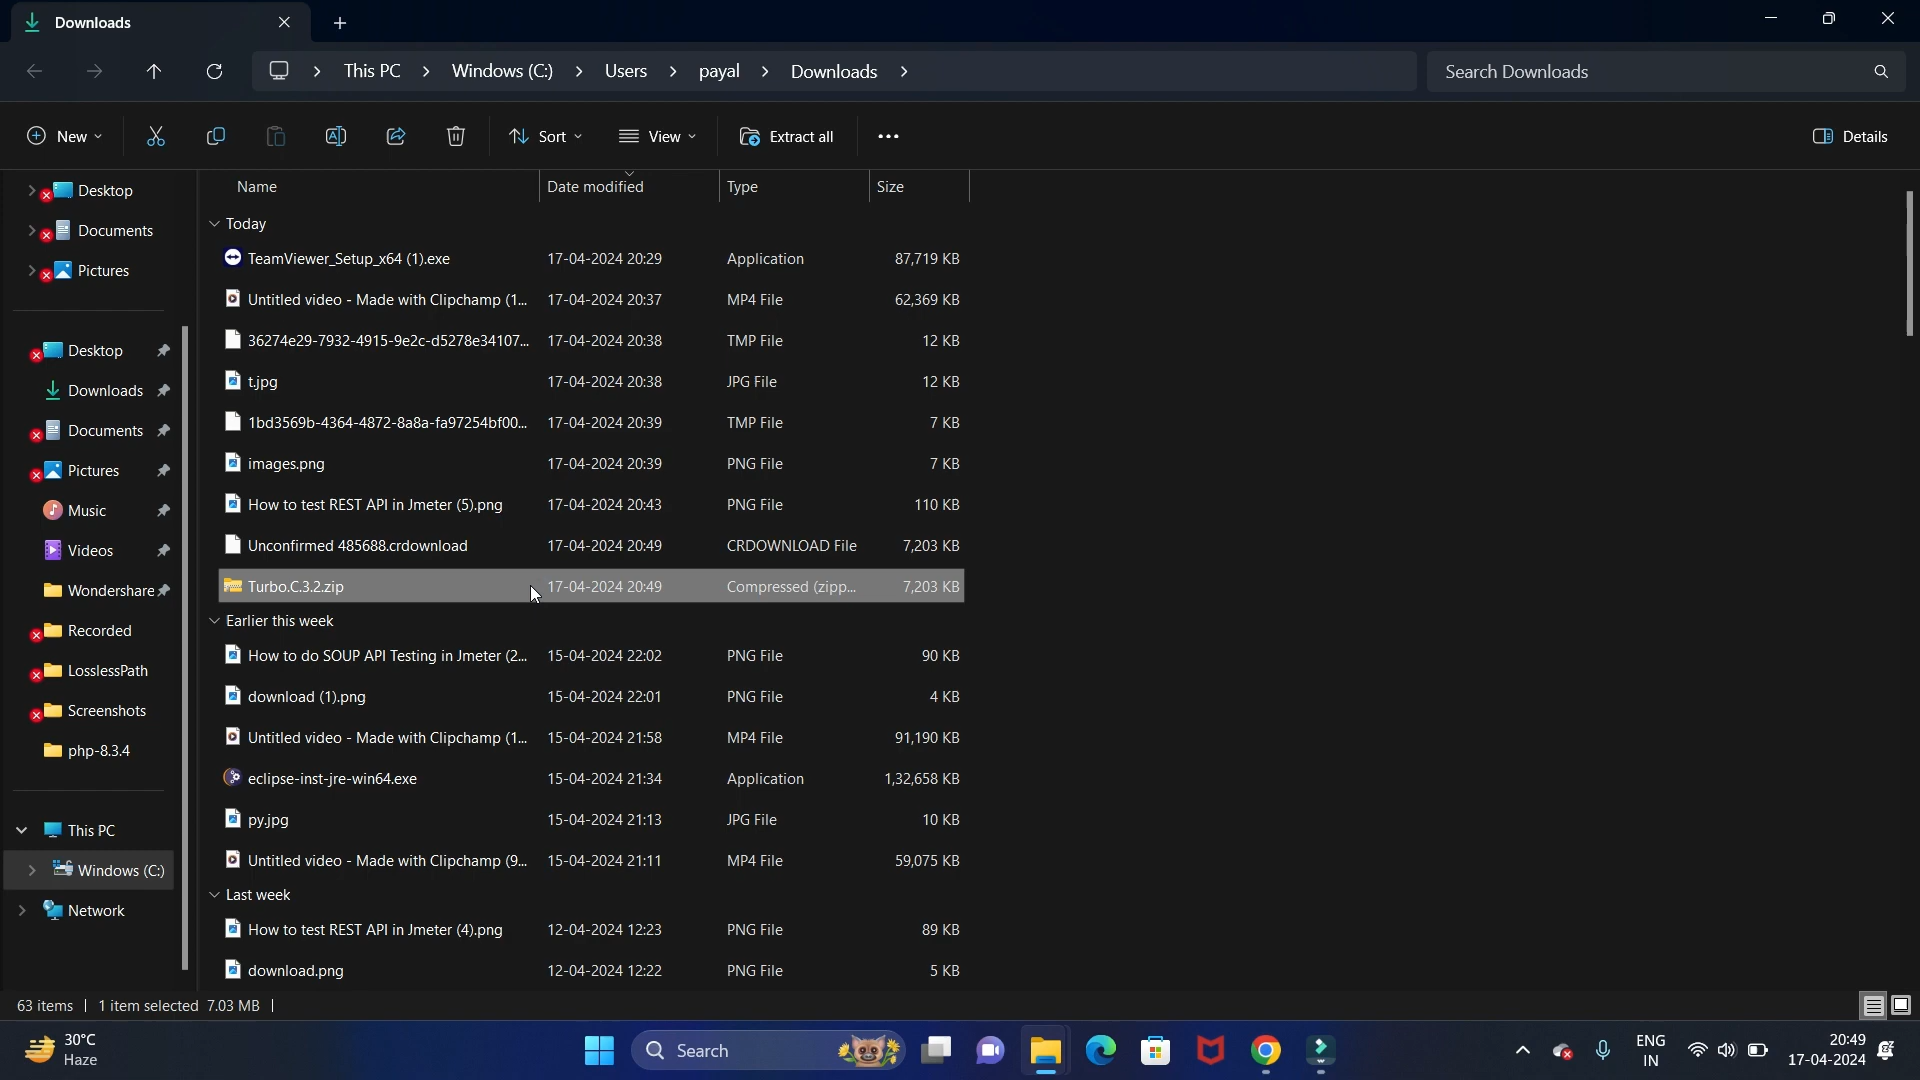 Downloads
This PC > Windows (C:) > Users > payal > Downloads >
Search Downloads
New
Sort
View
Extract all
Details
Desktop
Documents
Pictures
Desktop
Downloads
Documents
Pictures
Music
Videos
Wondershare
Recorded
LosslessPath
Screenshots
php-8.3.4
This PC
Windows (C:)
Network
Name Date modified Type Size
Today
TeamViewer_Setup_x64 (1).exe 17-04-2024 20:29 Application 87,719 KB
Untitled video - Made with Clipchamp (1... 17-04-2024 20:37 MP4 File 62,369 KB
36274e29-7932-4915-9e2c-d5278e34107... 17-04-2024 20:38 TMP File 12 KB
t.jpg 17-04-2024 20:38 JPG File 12 KB
1bd3569b-4364-4872-8a8a-fa97254bf00... 17-04-2024 20:39 TMP File 7 KB
images.png 17-04-2024 20:39 PNG File 7 KB
How to test REST API in Jmeter (5).png 17-04-2024 20:43 PNG File 110 KB
Unconfirmed 485688.crdownload 17-04-2024 20:49 CRDOWNLOAD File 7,203 KB
Turbo.C.3.2.zip 17-04-2024 20:49 Compressed (zipp... 7,203 KB
Earlier this week
How to do SOUP API Testing in Jmeter (2... 15-04-2024 22:02 PNG File 90 KB
download (1).png 15-04-2024 22:01 PNG File 4 KB
Untitled video - Made with Clipchamp (1... 15-04-2024 21:58 MP4 File 91,190 KB
eclipse-inst-jre-win64.exe 15-04-2024 21:34 Application 1,32,658 KB
py.jpg 15-04-2024 21:13 JPG File 10 KB
Untitled video - Made with Clipchamp (9... 15-04-2024 21:11 MP4 File 59,075 KB
Last week
How to test REST API in Jmeter (4).png 12-04-2024 12:23 PNG File 89 KB
download.png 12-04-2024 12:22 PNG File 5 KB
63 items | 1 item selected 7.03 MB |
30°C
Haze
Search
ENG
IN
20:49
17-04-2024